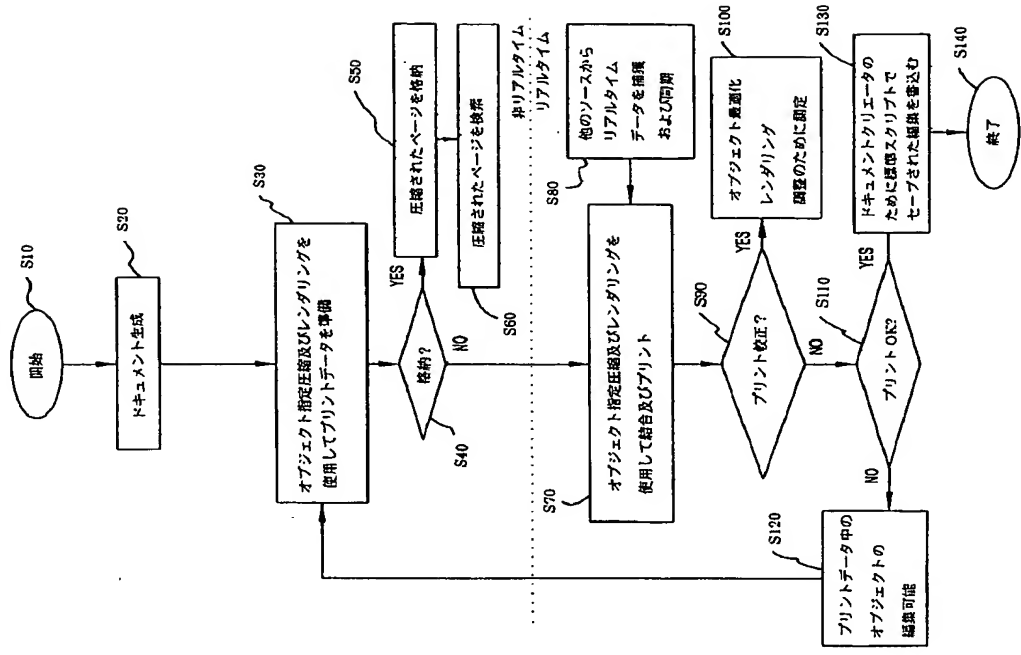 S10
開始
S20
ドキュメント生成
S30
オブジェクト指定圧縮及びレンダリングを
使用してプリントデータを準備
S40
格納?
YES
NO
S50
圧縮されたページを格納
S60
圧縮されたページを検索
非リアルタイム
リアルタイム
S70
オブジェクト指定圧縮及びレンダリングを
使用して結合及びプリント
S80
他のソースから
リアルタイム
データを捕獲
および同期
S90
プリント校正?
YES
NO
S100
オブジェクト最適化
レンダリング
調整のために調定
S110
プリントOK?
YES
NO
S120
プリントデータ中の
オブジェクトの
編集可能
S130
ドキュメントクリエータの
ために標準スクリプトで
セーブされた編集を書込む
S140
終了